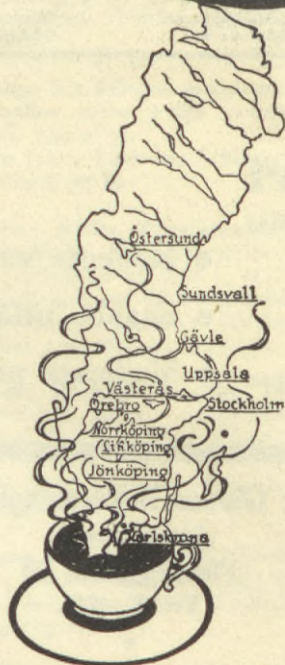 Östersund
Sundsvall
Gävle
Uppsala
Västerås
Örebro
Stockholm
Norrköping
Linköping
Jönköping
Karlskrona